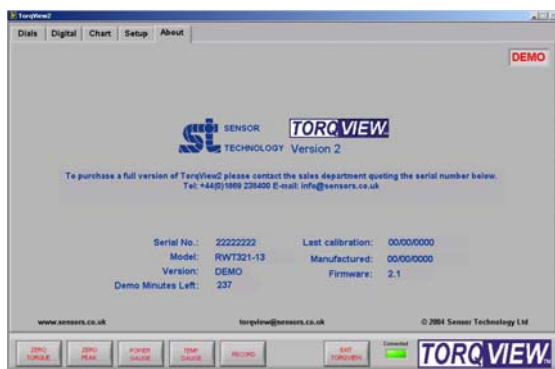 TorqView2
Dials Digital Chart Setup About
DEMO
st SENSOR TECHNOLOGY
TORQVIEW
Version 2
To purchase a full version of TorqView2 please contact the sales department quoting the serial number below.
Tel: +44(0)1869 238400 E-mail: info@sensors.co.uk
Serial No.: 22222222 Last calibration: 00/00/0000
Model: RWT321-13 Manufactured: 00/00/0000
Version: DEMO Firmware: 2.1
Demo Minutes Left: 237
www.sensors.co.uk torqview@sensors.co.uk © 2004 Sensor Technology Ltd
ZERO TORQUE
ZERO PEAK
POWER GAUGE
TEMP GAUGE
RECORD
EXIT TORQVIEW
Connected
TORQVIEW